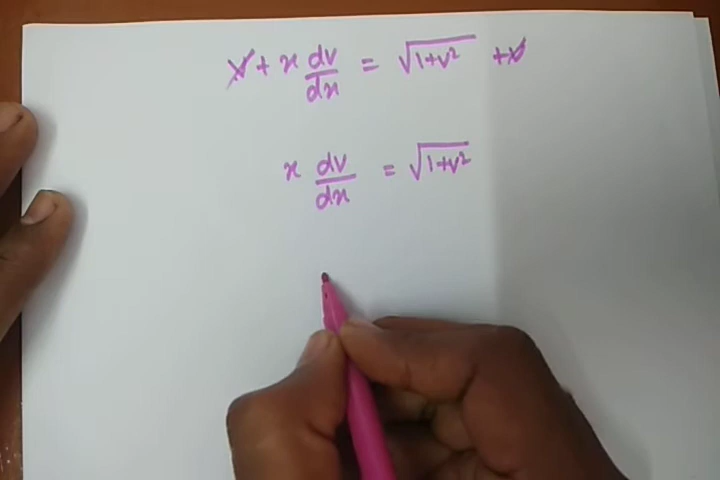 v + x dv/dx = √1+v² + v
x dv/dx = √1+v²